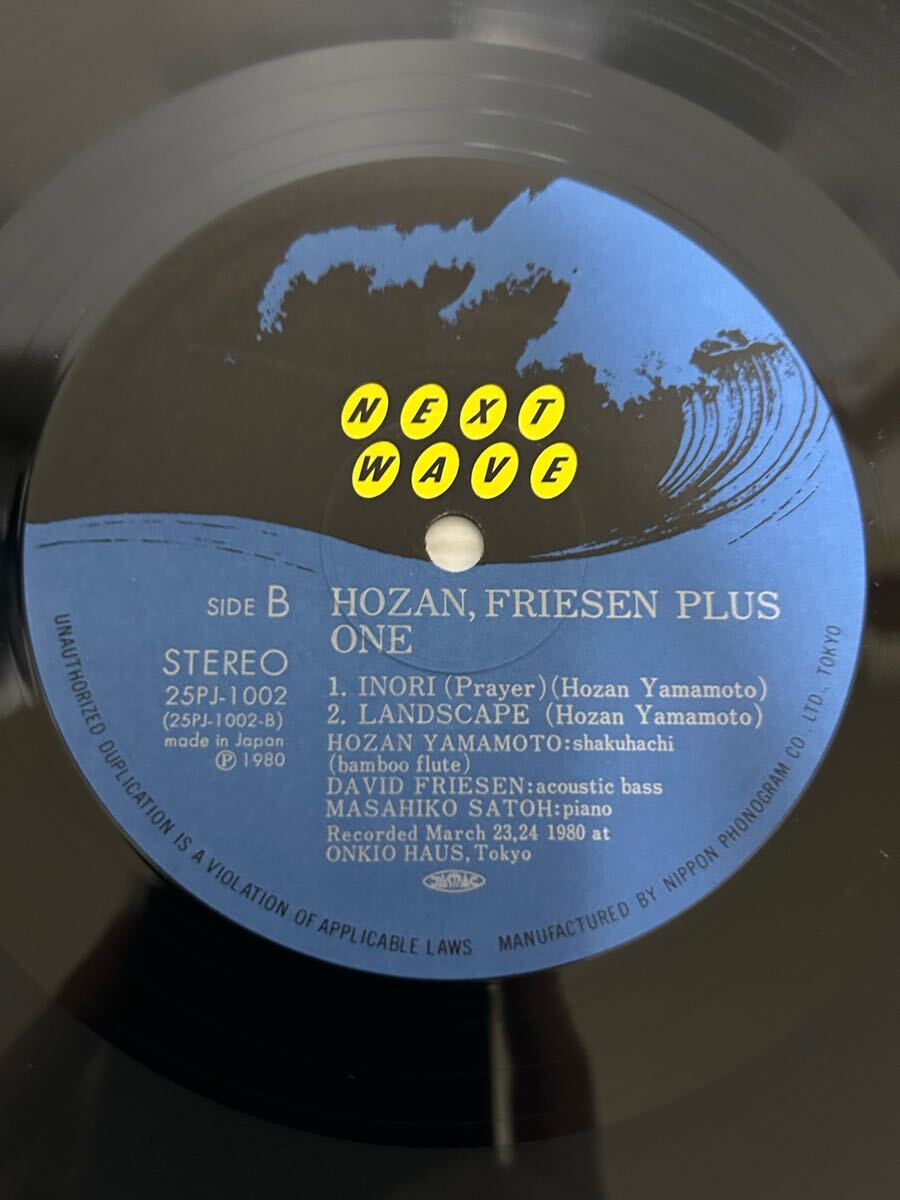 NEXT
WAVE
SIDE B
STEREO
25PJ-1002
(25PJ-1002-B)
made in Japan
Ⓟ 1980
HOZAN, FRIESEN PLUS
ONE
1. INORI (Prayer) (Hozan Yamamoto)
2. LANDSCAPE (Hozan Yamamoto)
HOZAN YAMAMOTO: shakuhachi
(bamboo flute)
DAVID FRIESEN: acoustic bass
MASAHIKO SATOH: piano
Recorded March 23,24 1980 at
ONKIO HAUS, Tokyo
JASRAC
UNAUTHORIZED DUPLICATION IS A VIOLATION OF APPLICABLE LAWS
MANUFACTURED BY NIPPON PHONOGRAM CO., LTD., TOKYO